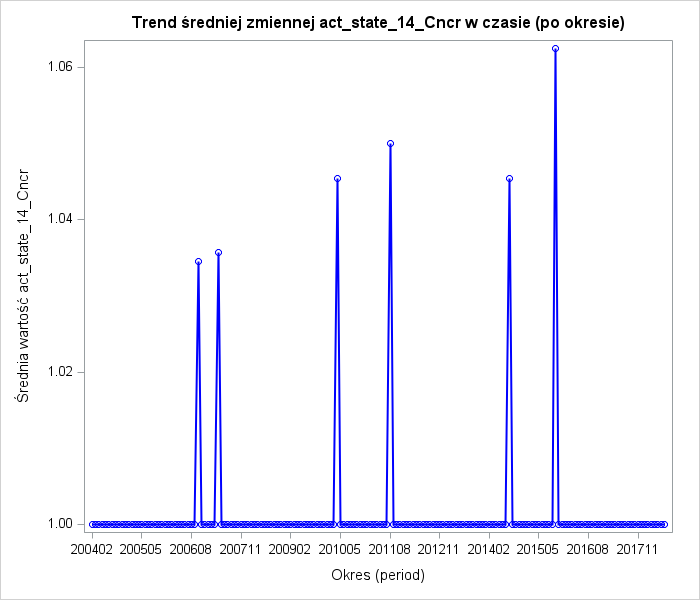 Trend średniej zmiennej act_state_14_Cncr w czasie (po okresie)
1.06
1.04
1.02
1.00
Średnia wartość act_state_14_Cncr
200402 200505 200608 200711 200902 201005 201108 201211 201402 201505 201608 201711
Okres (period)